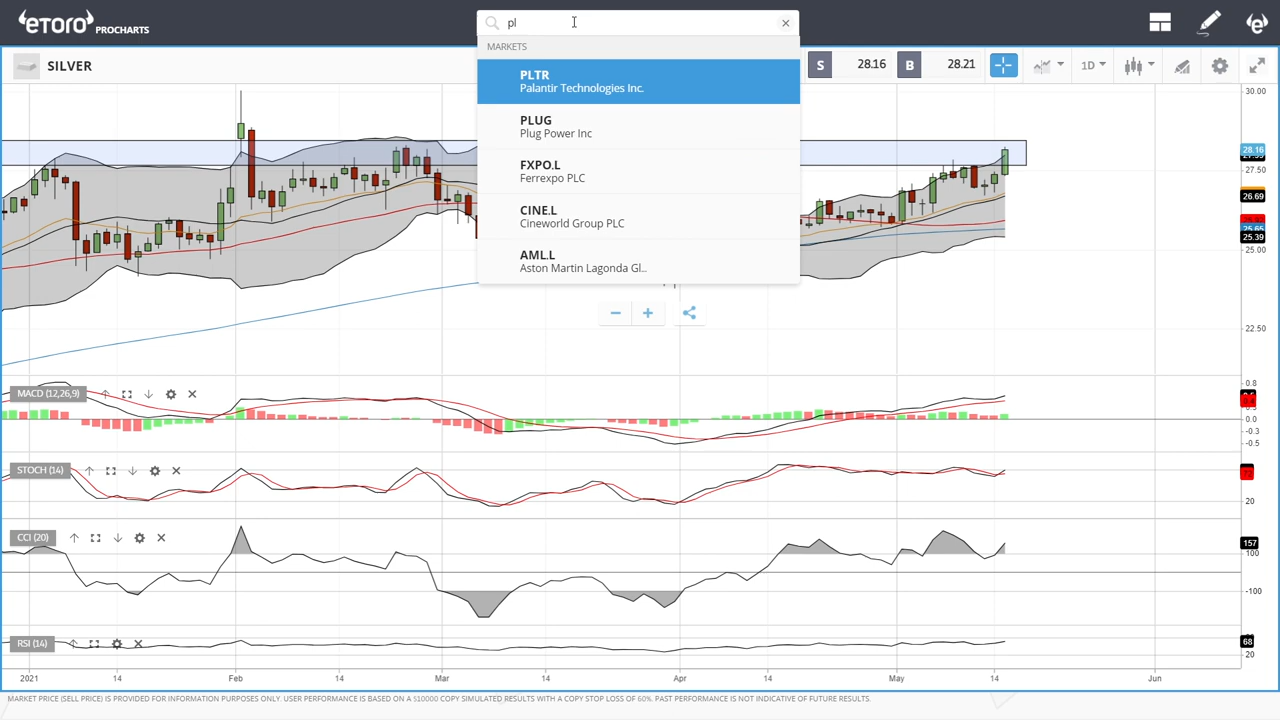 eToro PROCHARTS
pl
MARKETS
PLTR
Palantir Technologies Inc.
PLUG
Plug Power Inc
FXPO.L
Ferrexpo PLC
CINE.L
Cineworld Group PLC
AML.L
Aston Martin Lagonda Gl..
SILVER
S 28.16 B 28.21 1D
30.00
28.16
27.50
26.69
25.39
25.00
22.50
MACD (12,26,9)
0.8
0.0
-0.3
-0.5
STOCH (14)
20
CCI (20)
157
100
-100
RSI (14)
68
20
2021 14 Feb 14 Mar 14 Apr 14 May 14 Jun
MARKET PRICE (SELL PRICE) IS PROVIDED FOR INFORMATION PURPOSES ONLY. USER PERFORMANCE IS BASED ON A $10000 COPY SIMULATED RESULTS WITH A COPY STOP LOSS OF 60%. PAST PERFORMANCE IS NOT INDICATIVE OF FUTURE RESULTS.